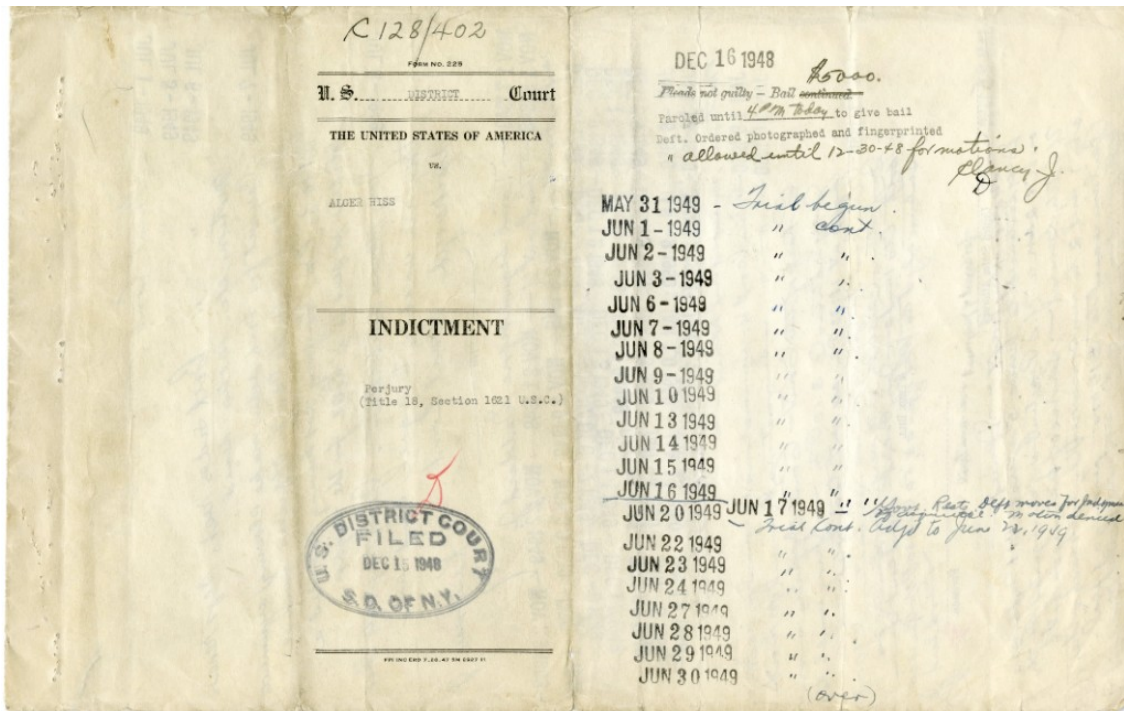 C 128/402
FORM NO. 229
U. S. DISTRICT Court
THE UNITED STATES OF AMERICA
vs.
ALGER HISS
INDICTMENT
Perjury
(Title 18, Section 1621 U.S.C.)
U.S. DISTRICT COURT
FILED
DEC 15 1948
S.D. OF N.Y.
DEC 16 1948
$5000.
Pleads not guilty - Bail continued
Paroled until 4 PM today to give bail
Deft. Ordered photographed and fingerprinted
" allowed until 12-30-48 for motions.
Clancy J.
MAY 31 1949 - Trial begun.
JUN 1 - 1949 " cont.
JUN 2 - 1949 " "
JUN 3 - 1949 " "
JUN 6 - 1949 " "
JUN 7 - 1949 " "
JUN 8 - 1949 " "
JUN 9 - 1949 " "
JUN 10 1949 " "
JUN 13 1949 " "
JUN 14 1949 " "
JUN 15 1949 " "
JUN 16 1949 " "
JUN 17 1949 " " Rest. Deft moves for Judgment
of acquittal. Motion denied
JUN 20 1949 - Trial Cont. Adjd to Jun 22, 1949
JUN 22 1949 " "
JUN 23 1949 " "
JUN 24 1949 " "
JUN 27 1949 " "
JUN 28 1949 " "
JUN 29 1949 " "
JUN 30 1949 " "
(over)